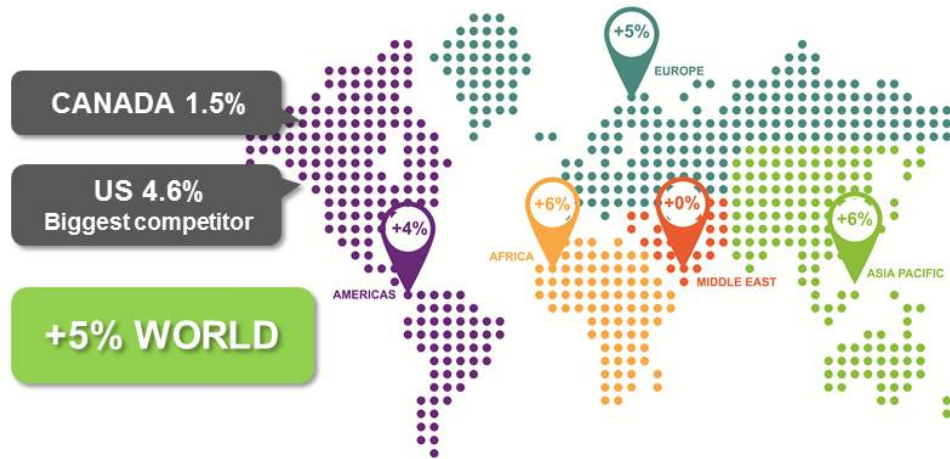 CANADA 1.5%
US 4.6%
Biggest competitor
+5% WORLD
+4%
AMERICAS
+5%
EUROPE
+6%
AFRICA
+0%
MIDDLE EAST
+6%
ASIA PACIFIC